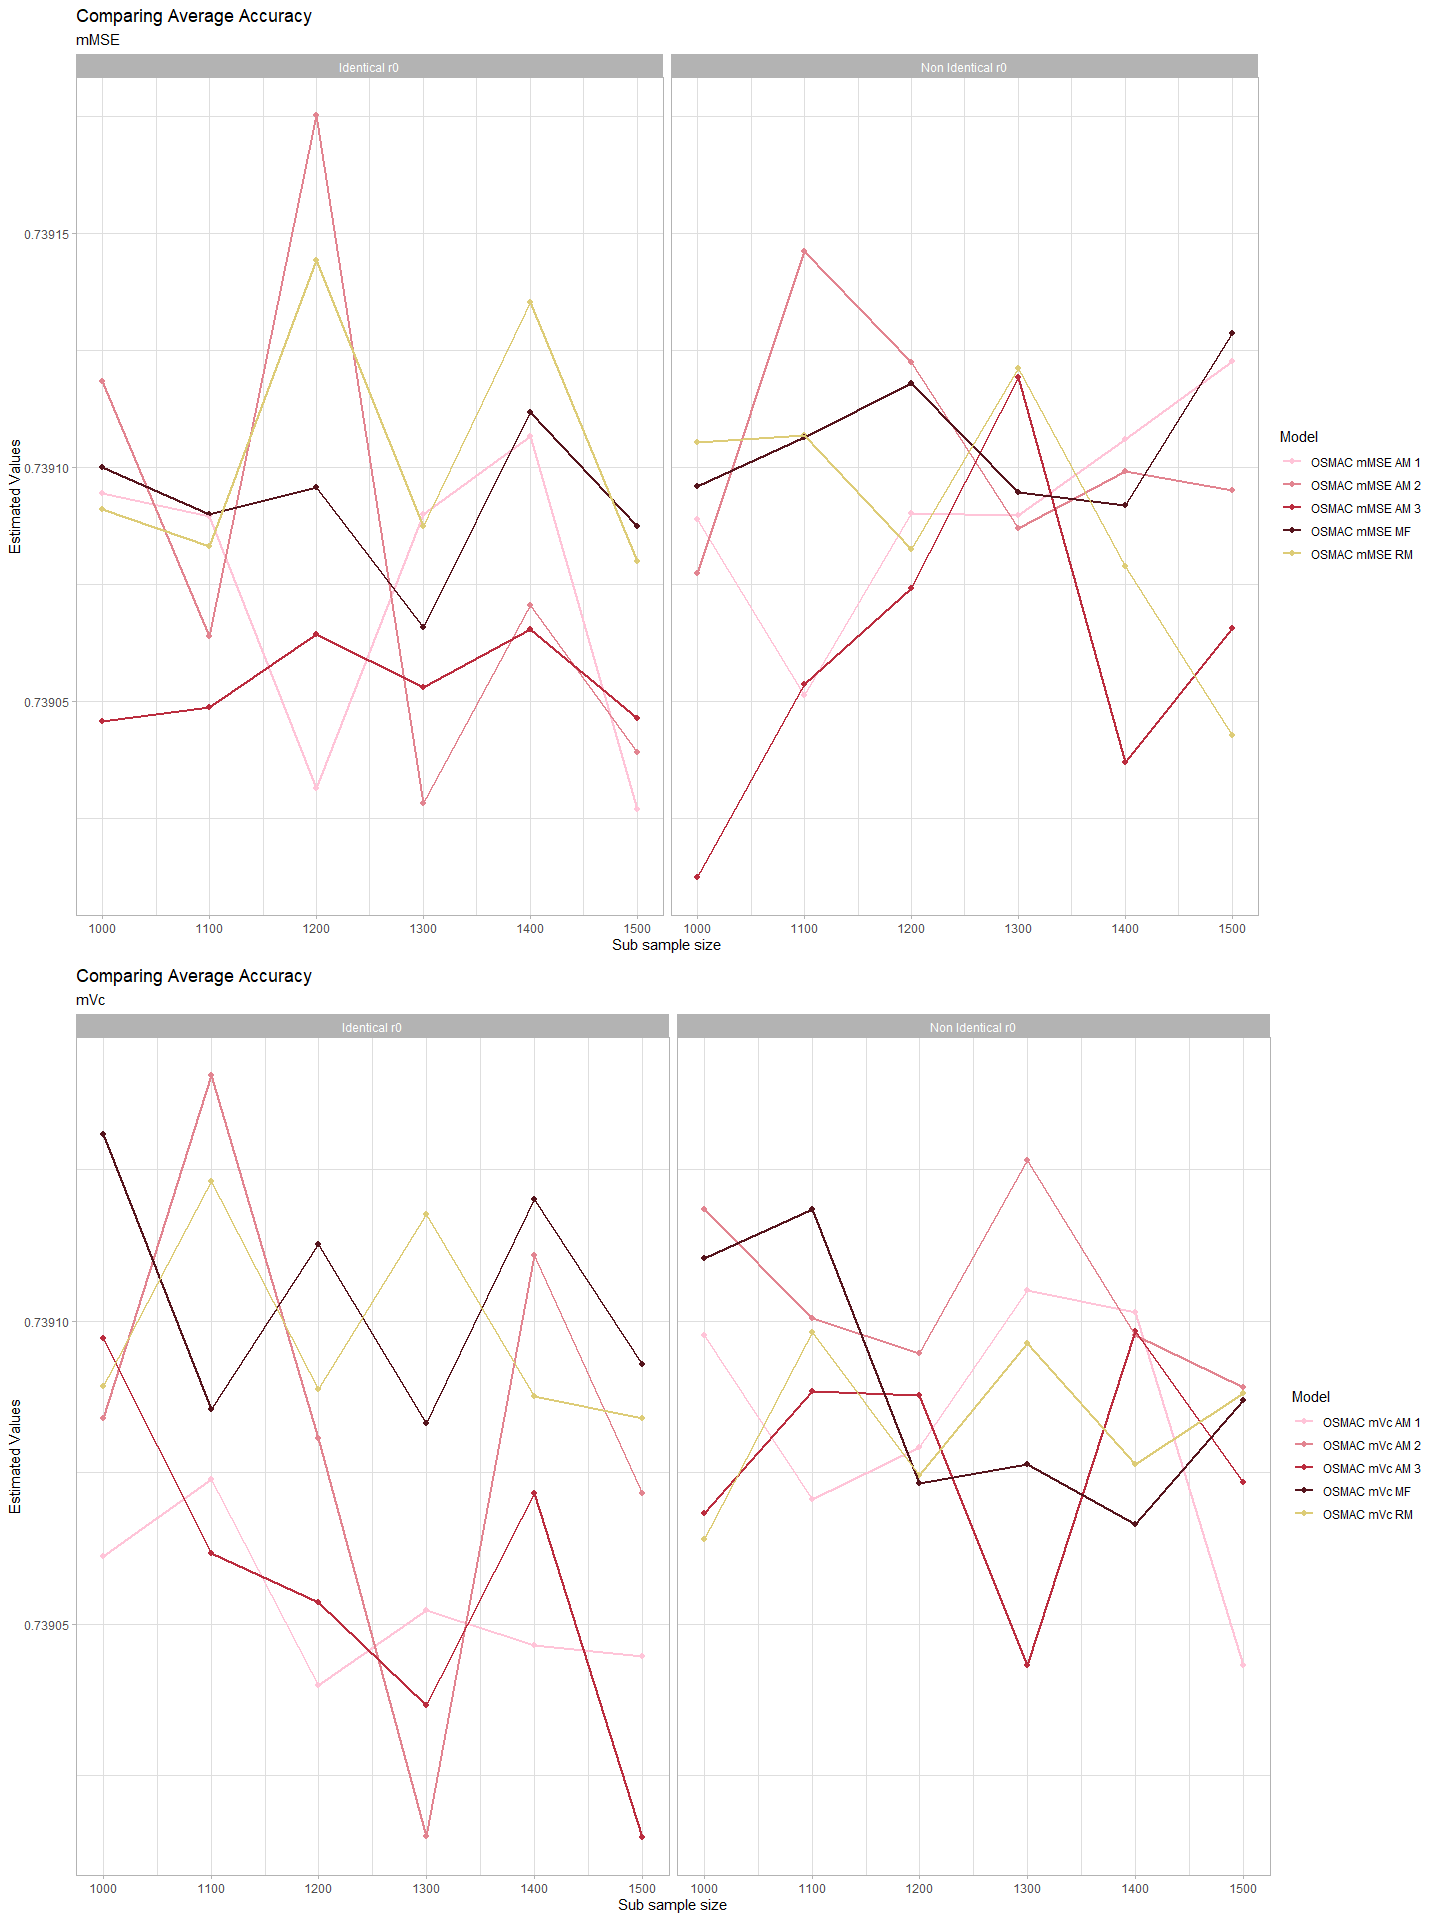 Comparing Average Accuracy
mMSE
Identical r0
Non Identical r0
Estimated Values
0.73915
0.73910
0.73905
1000 1100 1200 1300 1400 1500
1000 1100 1200 1300 1400 1500
Sub sample size
Model
OSMAC mMSE AM 1
OSMAC mMSE AM 2
OSMAC mMSE AM 3
OSMAC mMSE MF
OSMAC mMSE RM
Comparing Average Accuracy
mVc
Identical r0
Non Identical r0
Estimated Values
0.73910
0.73905
1000 1100 1200 1300 1400 1500
1000 1100 1200 1300 1400 1500
Sub sample size
Model
OSMAC mVc AM 1
OSMAC mVc AM 2
OSMAC mVc AM 3
OSMAC mVc MF
OSMAC mVc RM